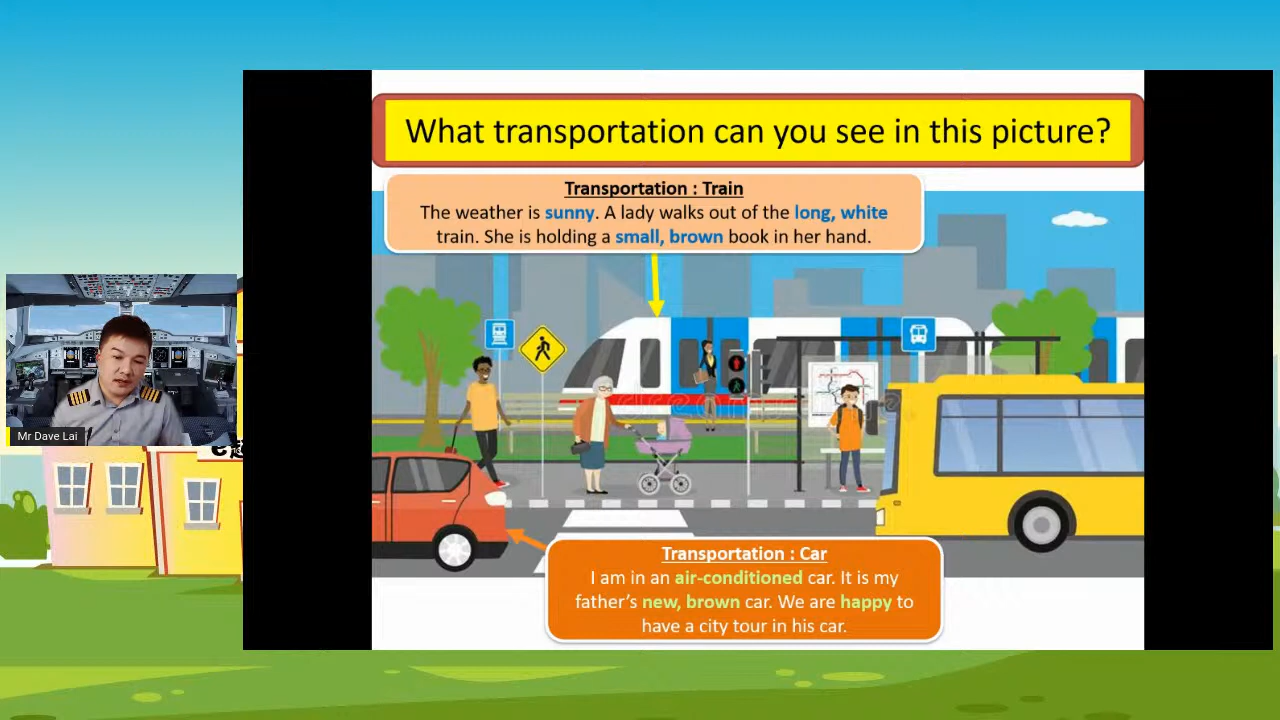 What transportation can you see in this picture?
Transportation : Train
The weather is sunny. A lady walks out of the long, white
train. She is holding a small, brown book in her hand.
Mr Dave Lai
Transportation : Car
I am in an air-conditioned car. It is my
father's new, brown car. We are happy to
have a city tour in his car.